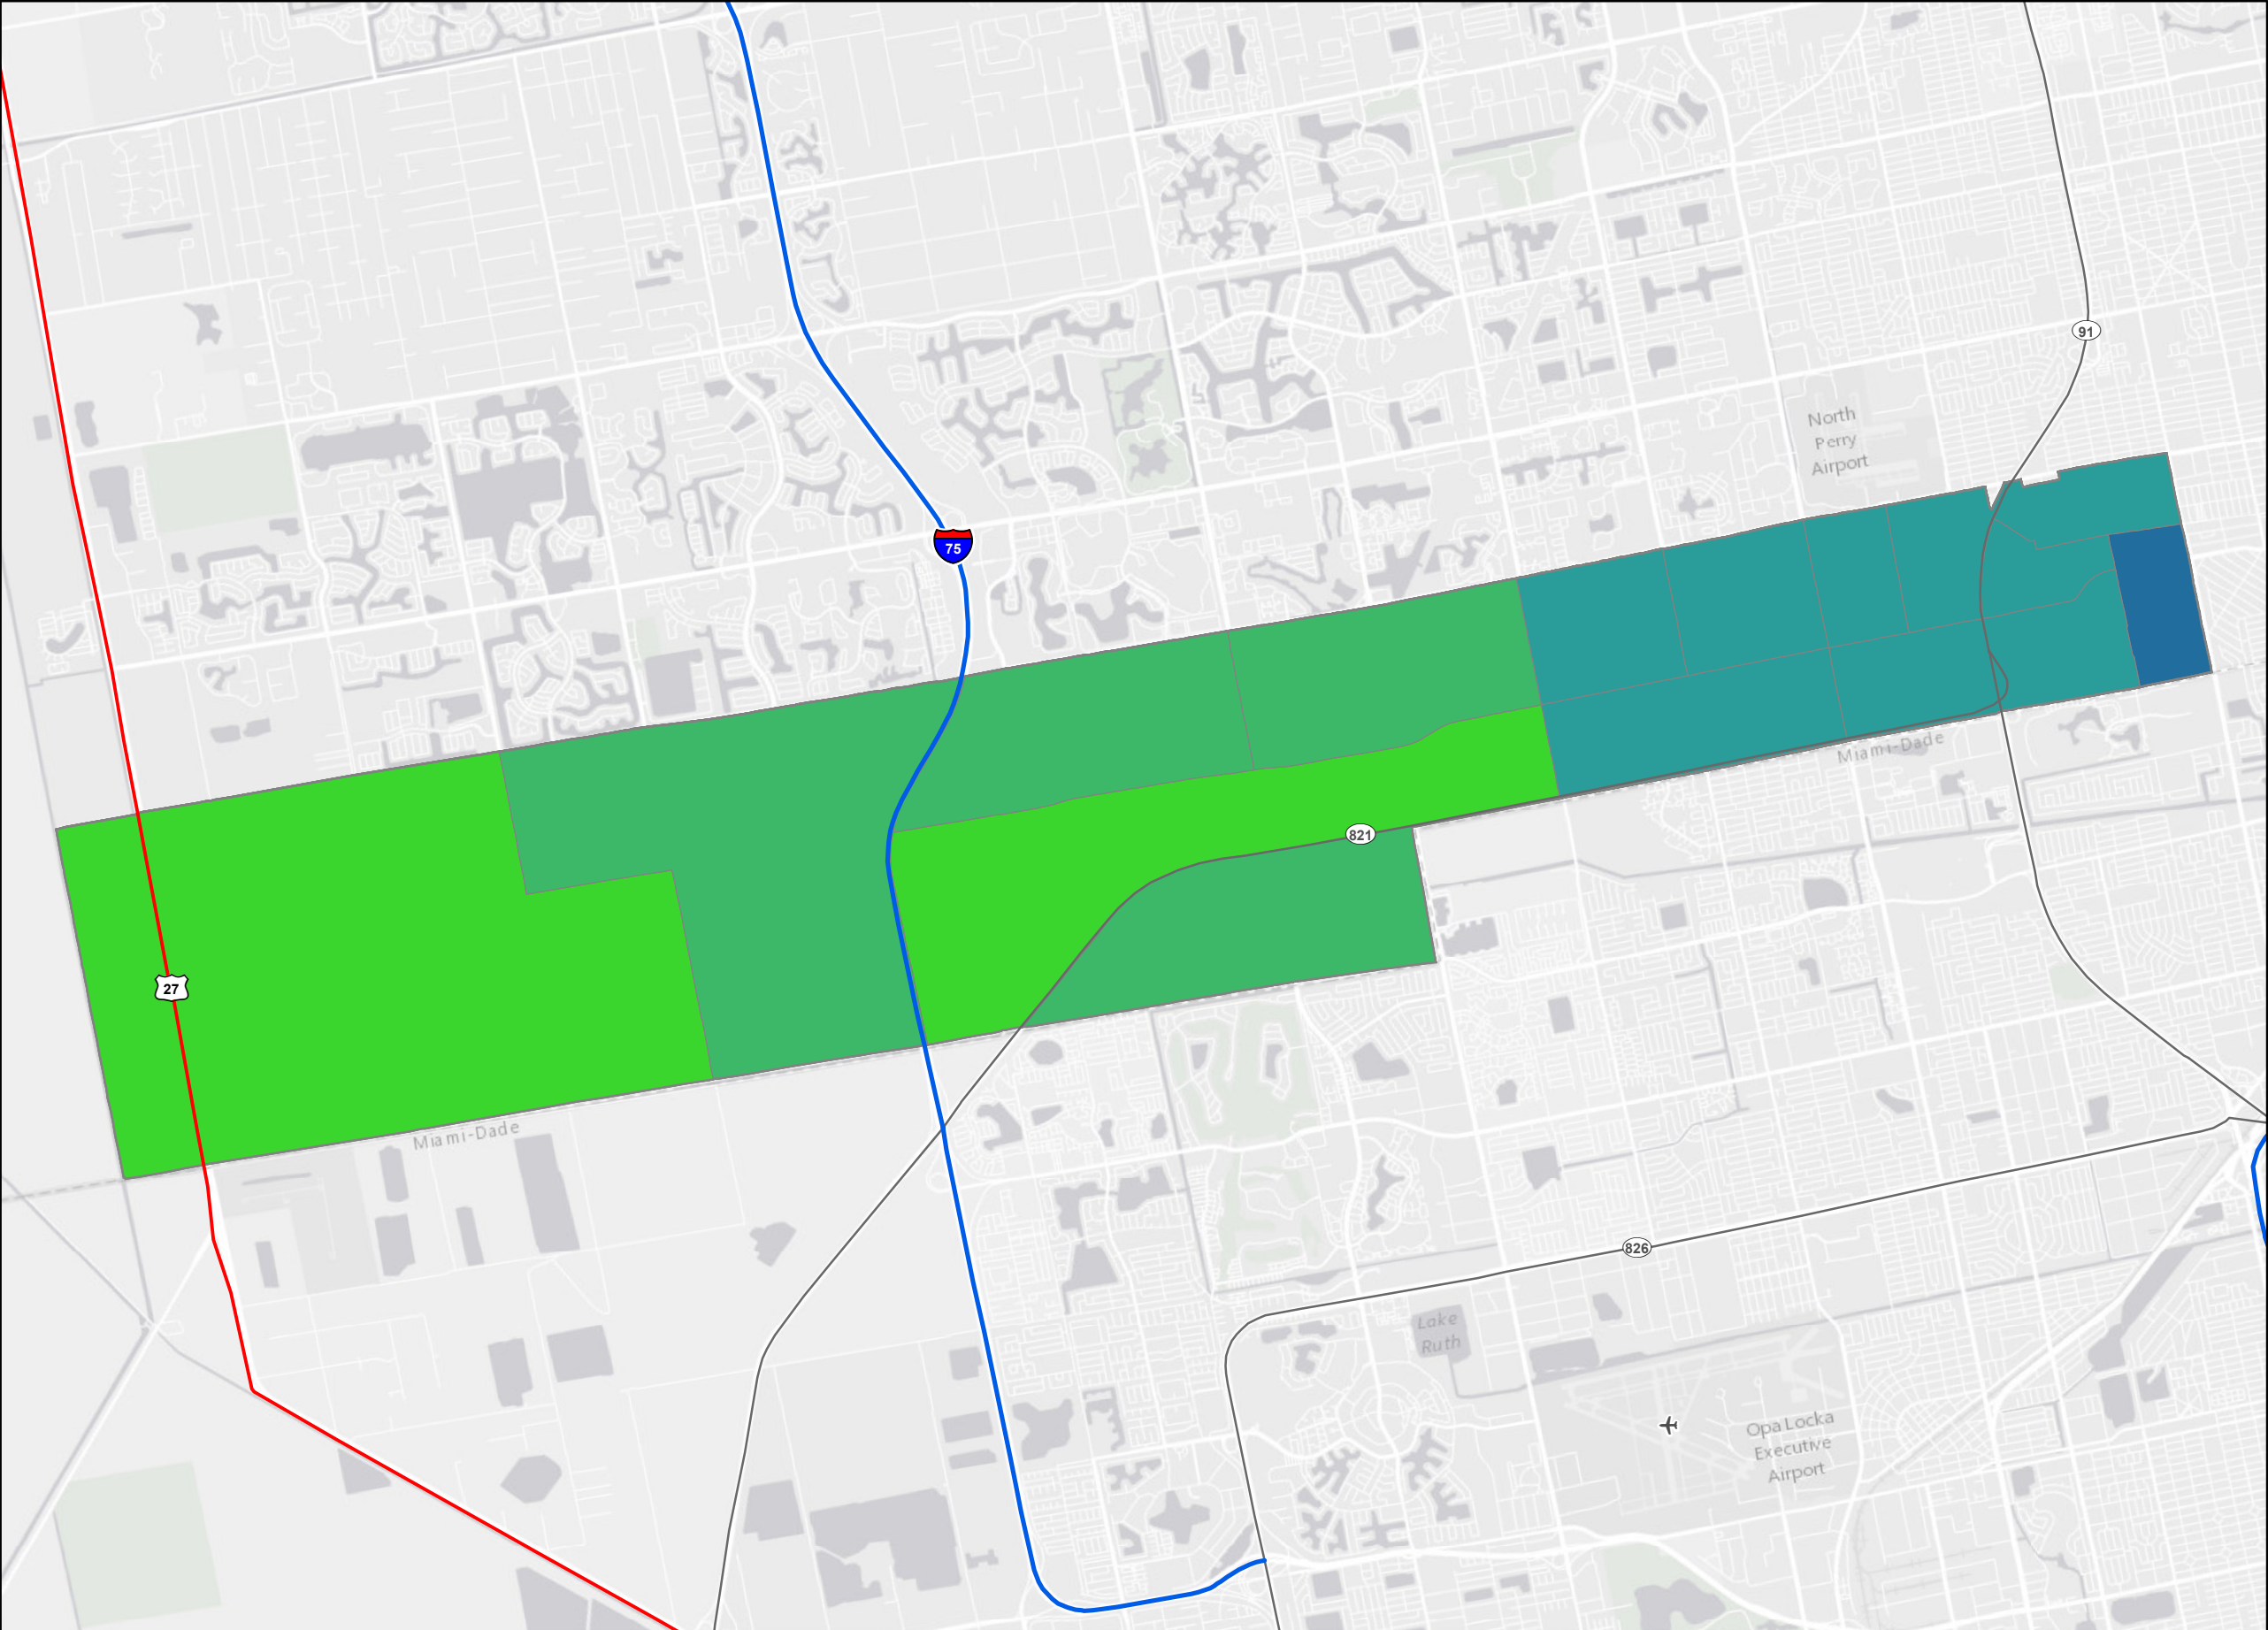 91
North
Perry
Airport
75
Miami-Dade
821
27
Miami-Dade
826
Lake
Ruth
Opa Locka
Executive
Airport